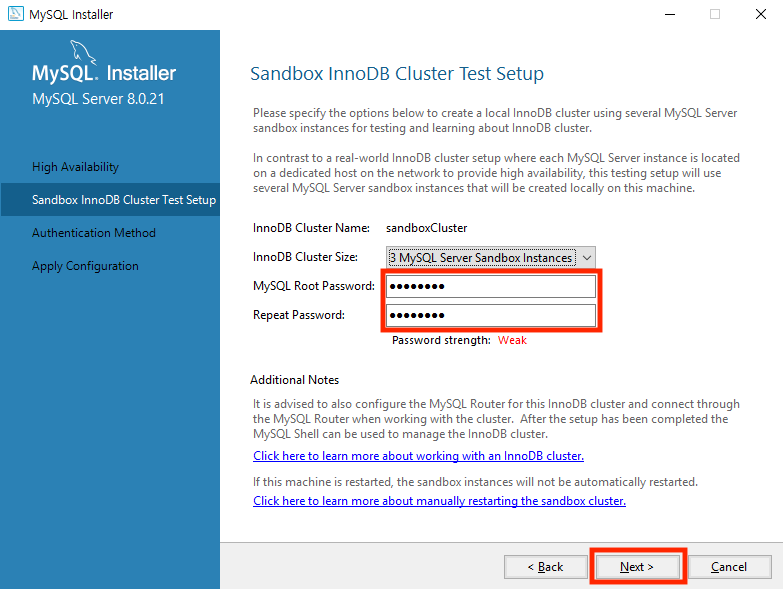 MySQL Installer
MySQL. Installer
MySQL Server 8.0.21
High Availability
Sandbox InnoDB Cluster Test Setup
Authentication Method
Apply Configuration
Sandbox InnoDB Cluster Test Setup
Please specify the options below to create a local InnoDB cluster using several MySQL Server
sandbox instances for testing and learning about InnoDB cluster.
In contrast to a real-world InnoDB cluster setup where each MySQL Server instance is located
on a dedicated host on the network to provide high availability, this testing setup will use
several MySQL Server sandbox instances that will be created locally on this machine.
InnoDB Cluster Name: sandboxCluster
InnoDB Cluster Size: 3 MySQL Server Sandbox Instances
MySQL Root Password: ●●●●●●●●
Repeat Password: ●●●●●●●●
Password strength: Weak
Additional Notes
It is advised to also configure the MySQL Router for this InnoDB cluster and connect through
the MySQL Router when working with the cluster. After the setup has been completed the
MySQL Shell can be used to manage the InnoDB cluster.
Click here to learn more about working with an InnoDB cluster.
If this machine is restarted, the sandbox instances will not be automatically restarted.
Click here to learn more about manually restarting the sandbox cluster.
< Back Next > Cancel